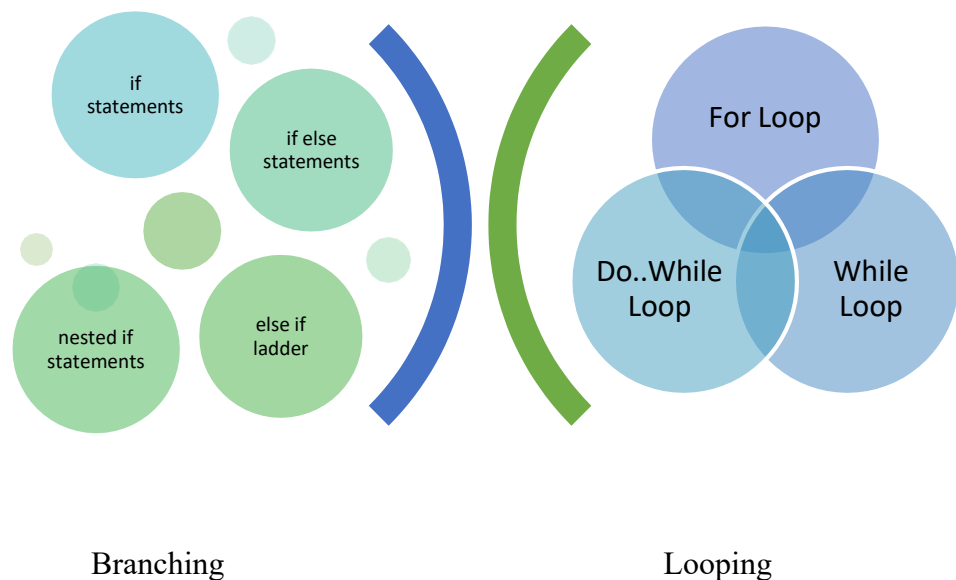 if
statements
if else
statements
nested if
statements
else if
ladder
For Loop
Do..While
Loop
While
Loop
Branching
Looping